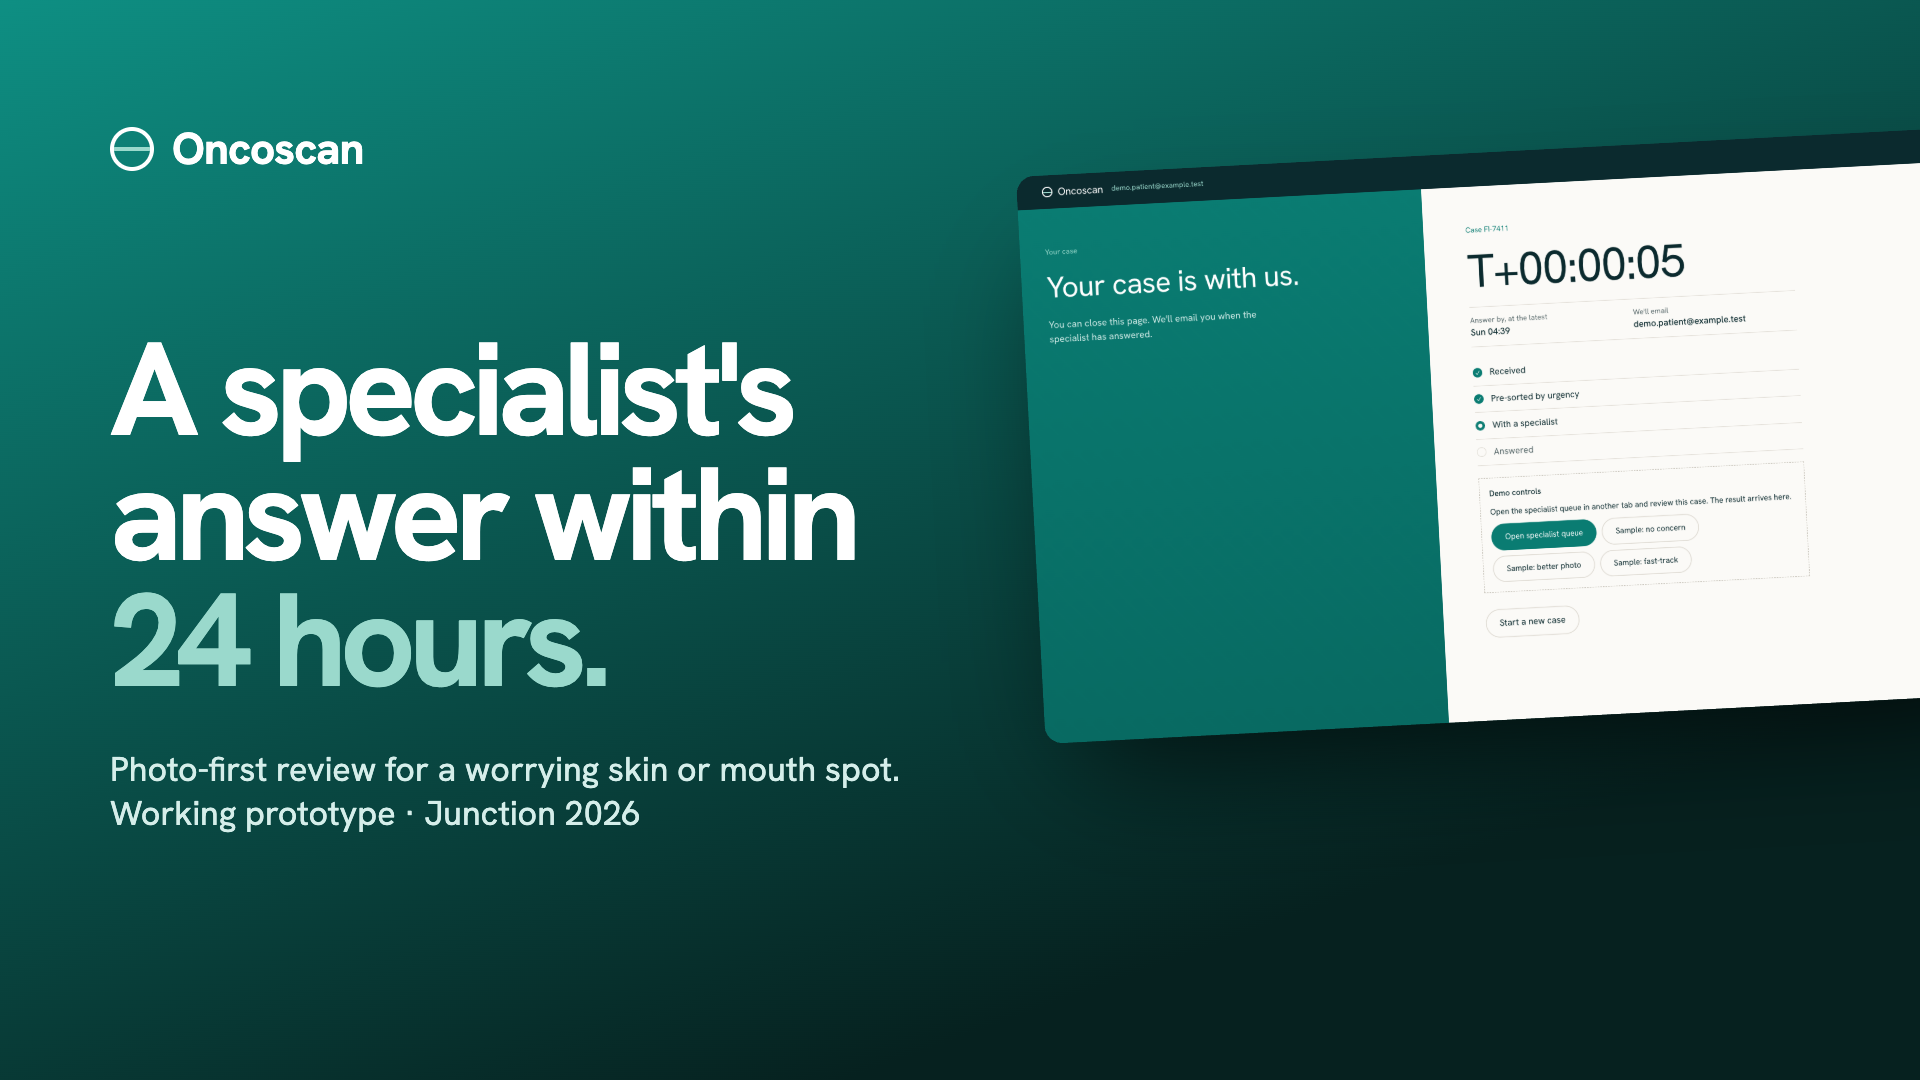 Oncoscan
A specialist's
answer within
24 hours.
Photo-first review for a worrying skin or mouth spot.
Working prototype · Junction 2026
Oncoscan demo.patient@example.test
Your case
Your case is with us.
You can close this page. We'll email you when the
specialist has answered.
Case FI-7411
T+00:00:05
Answer by, at the latest
Sun 04:39
We'll email
demo.patient@example.test
Received
Pre-sorted by urgency
With a specialist
Answered
Demo controls
Open the specialist queue in another tab and review this case. The result arrives here.
Open specialist queue
Sample: no concern
Sample: better photo
Sample: fast-track
Start a new case